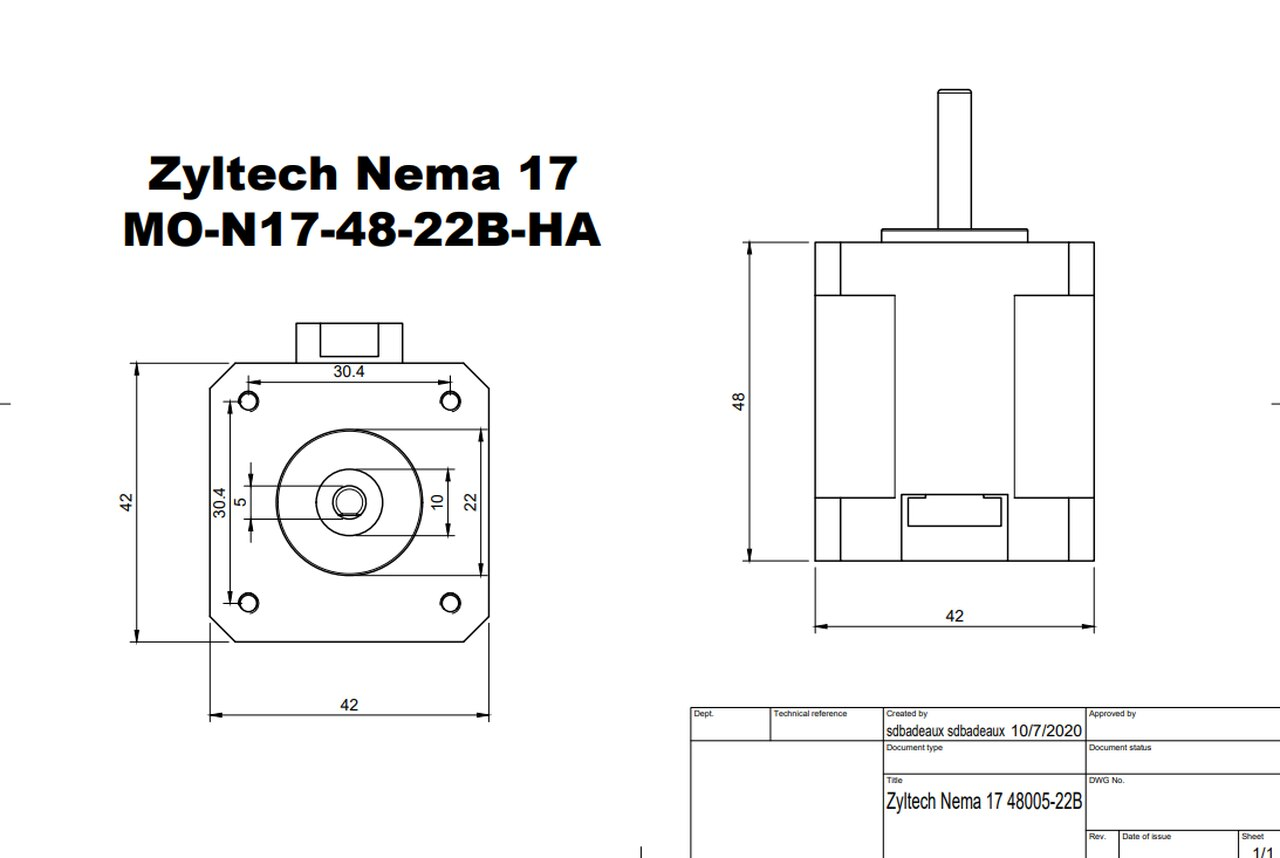 Zyltech Nema 17
MO-N17-48-22B-HA
30.4
42
30.4
5
10
22
42
48
42
Dept.
Technical reference
Created by
Approved by
sdbadeaux sdbadeaux 10/7/2020
Document type
Document status
Title
DWG No.
Zyltech Nema 17 48005-22B
Rev.
Date of issue
Sheet
1/1